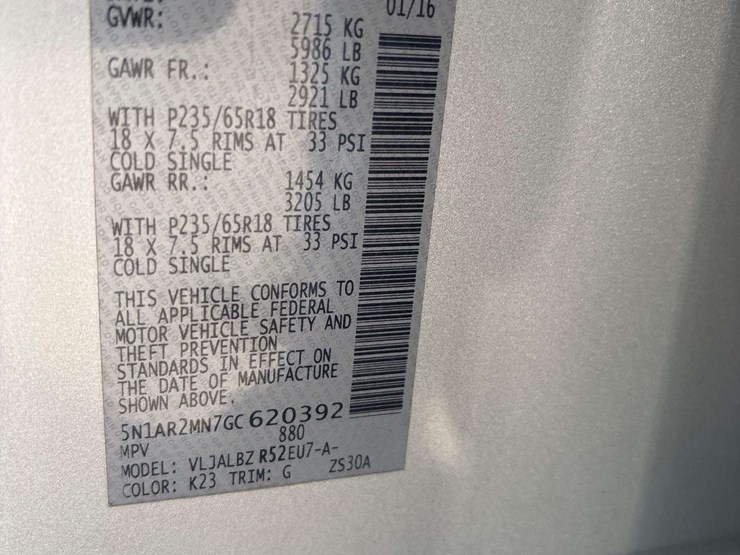 01/16
GVWR:
2715 KG
5986 LB
GAWR FR.: 1325 KG
2921 LB
WITH P235/65R18 TIRES
18 X 7.5 RIMS AT 33 PSI
COLD SINGLE
GAWR RR.: 1454 KG
3205 LB
WITH P235/65R18 TIRES
18 X 7.5 RIMS AT 33 PSI
COLD SINGLE
THIS VEHICLE CONFORMS TO
ALL APPLICABLE FEDERAL
MOTOR VEHICLE SAFETY AND
THEFT PREVENTION
STANDARDS IN EFFECT ON
THE DATE OF MANUFACTURE
SHOWN ABOVE.
5N1AR2MN7GC620392
MPV 880
MODEL: VLJALBZ R52EU7-A-
COLOR: K23 TRIM: G ZS30A